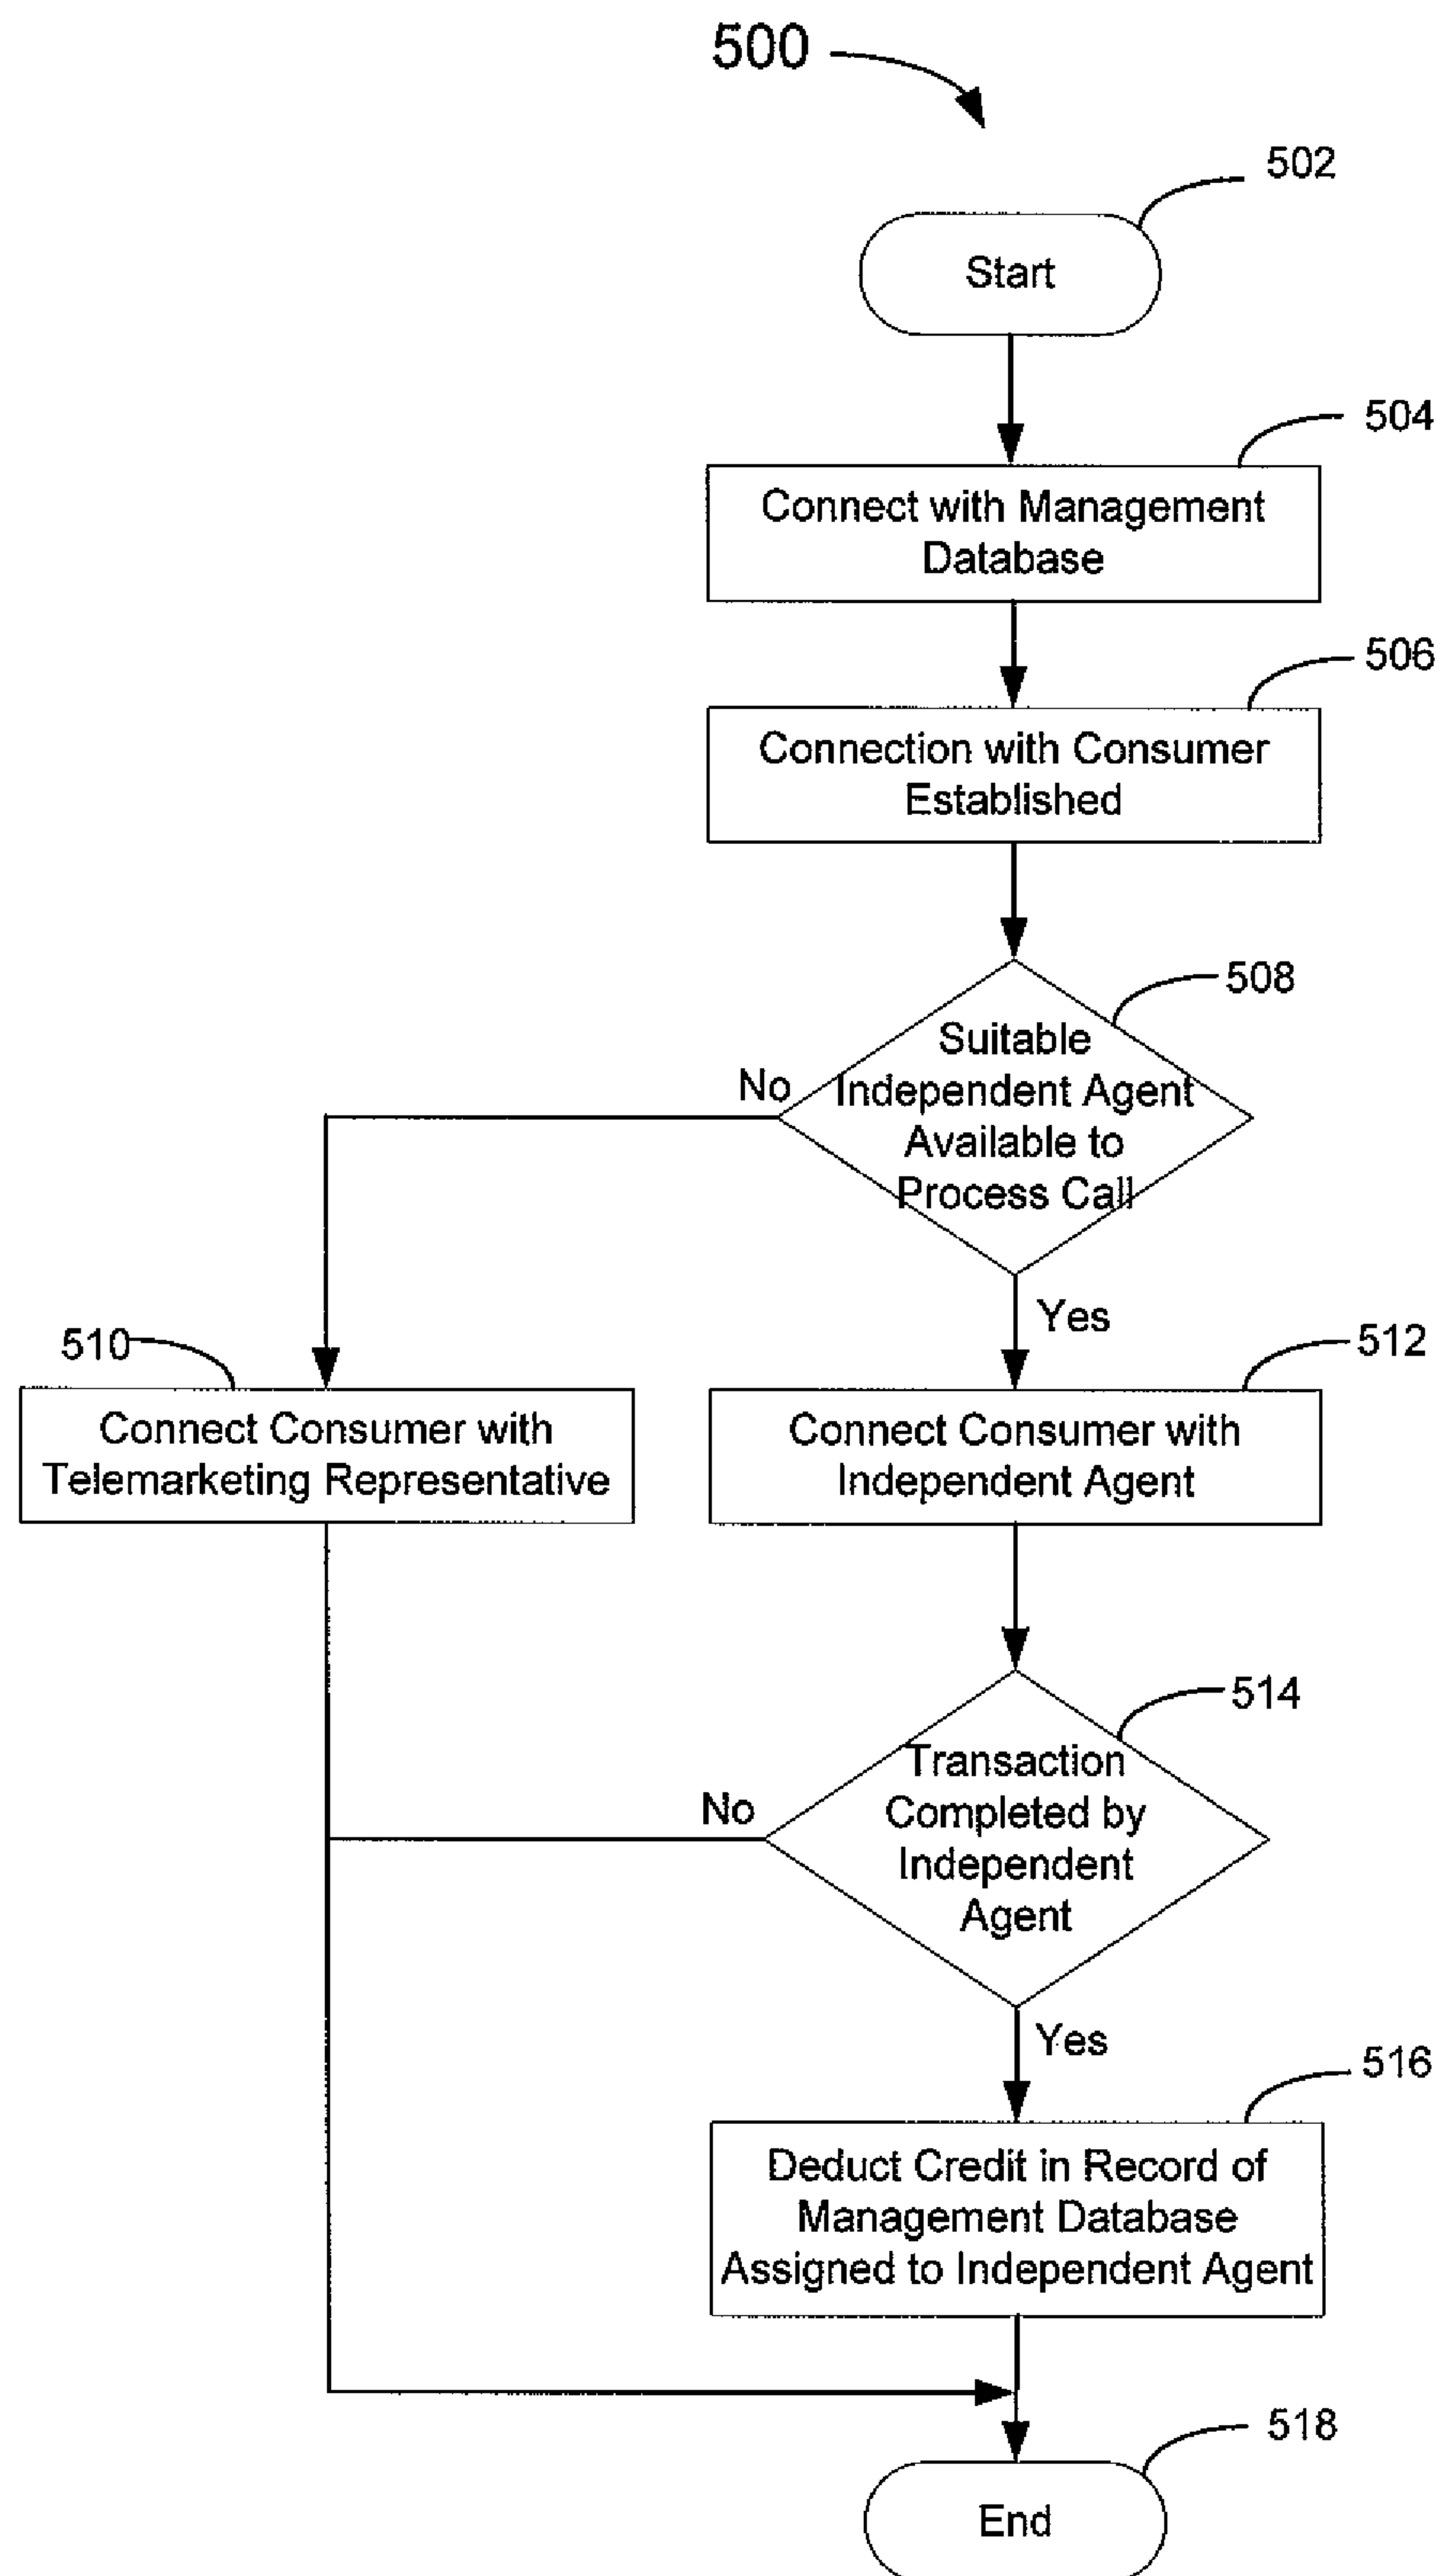 500
502
Start
504
Connect with Management
Database
506
Connection with Consumer
Established
508
Suitable
Independent Agent
Available to
Process Call
No
Yes
510
Connect Consumer with
Telemarketing Representative
512
Connect Consumer with
Independent Agent
514
Transaction
Completed by
Independent
Agent
No
Yes
516
Deduct Credit in Record of
Management Database
Assigned to Independent Agent
518
End